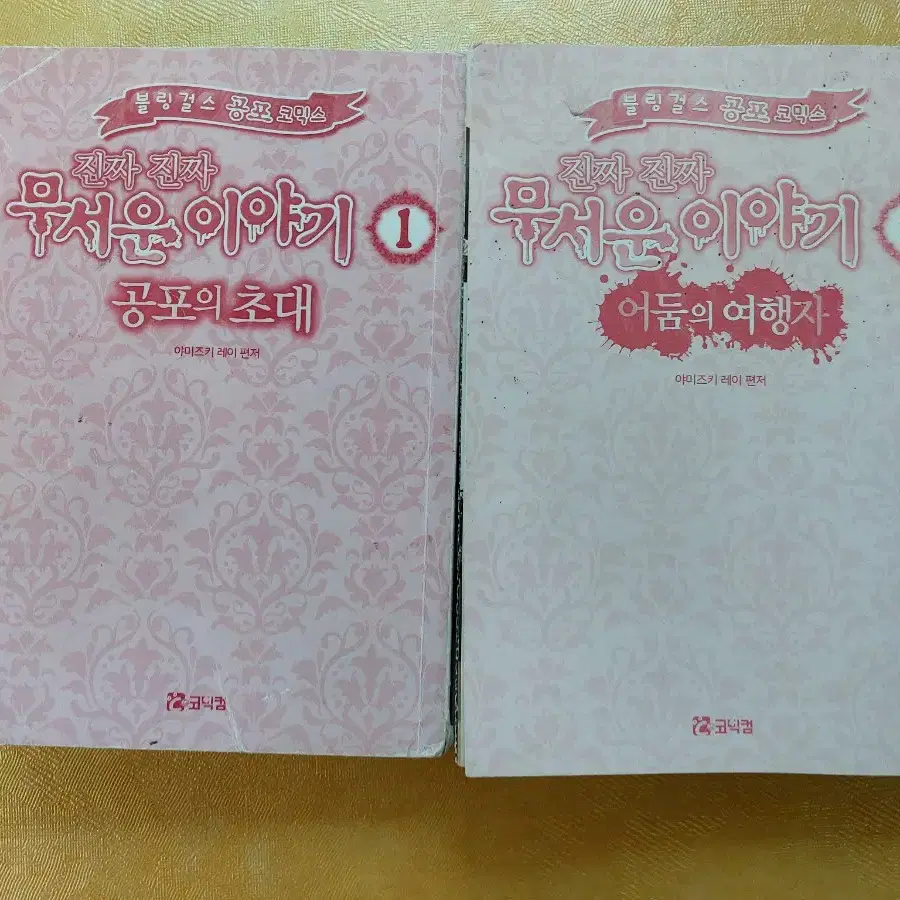 블링걸스 공포 코믹스
진짜 진짜
무서운 이야기
1
공포의 초대
야미즈키 레이 편저
코믹컴
블링걸스 공포 코믹스
진짜 진짜
무서운 이야기
어둠의 여행자
야미즈키 레이 편저
코믹컴